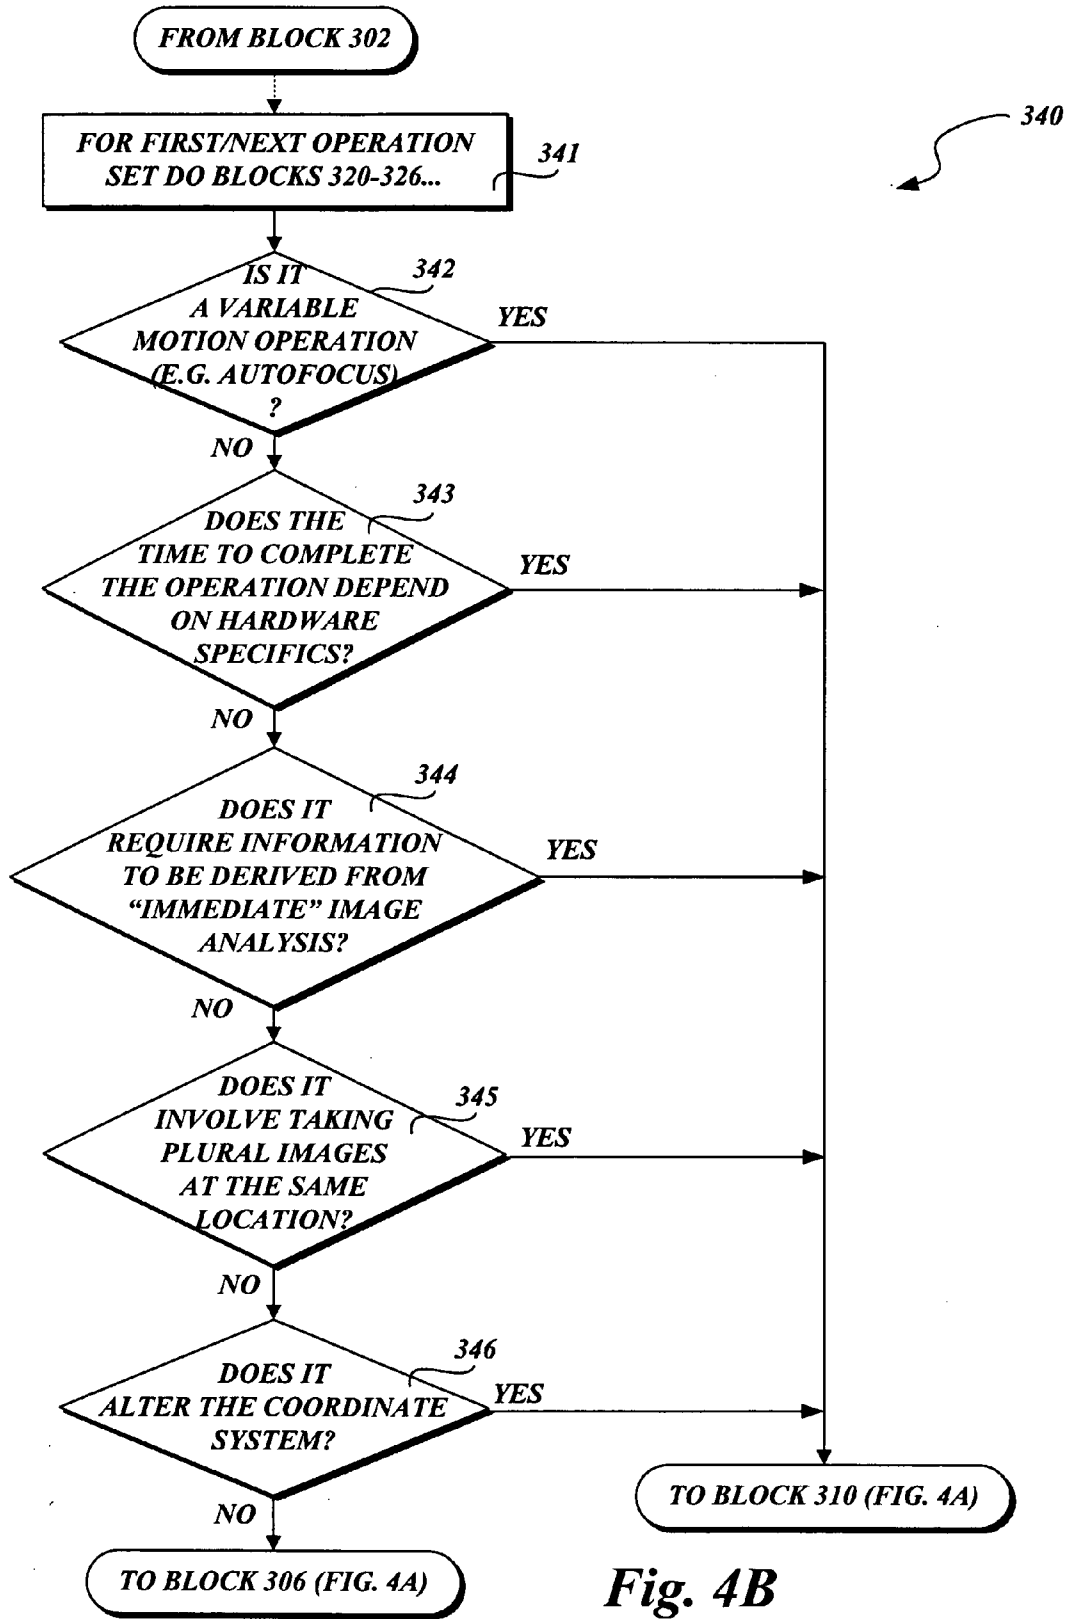 FROM BLOCK 302
340
FOR FIRST/NEXT OPERATION
SET DO BLOCKS 320-326...
341
342
IS IT
A VARIABLE
MOTION OPERATION
(E.G. AUTOFOCUS)
?
YES
NO
343
DOES THE
TIME TO COMPLETE
THE OPERATION DEPEND
ON HARDWARE
SPECIFICS?
YES
NO
344
DOES IT
REQUIRE INFORMATION
TO BE DERIVED FROM
“IMMEDIATE” IMAGE
ANALYSIS?
YES
NO
345
DOES IT
INVOLVE TAKING
PLURAL IMAGES
AT THE SAME
LOCATION?
YES
NO
346
DOES IT
ALTER THE COORDINATE
SYSTEM?
YES
NO
TO BLOCK 310 (FIG. 4A)
TO BLOCK 306 (FIG. 4A)
Fig. 4B